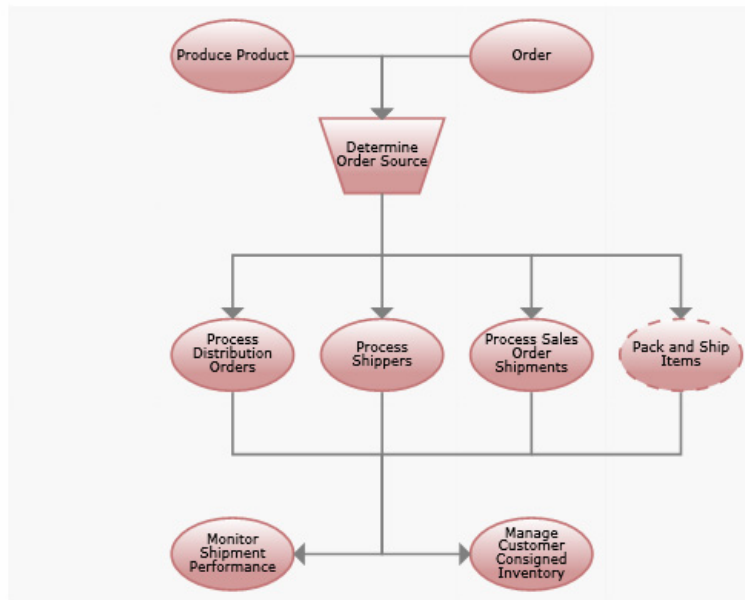 Produce Product
Order
Determine
Order Source
Process
Distribution
Orders
Process
Shippers
Process Sales
Order
Shipments
Pack and Ship
Items
Monitor
Shipment
Performance
Manage
Customer
Consigned
Inventory